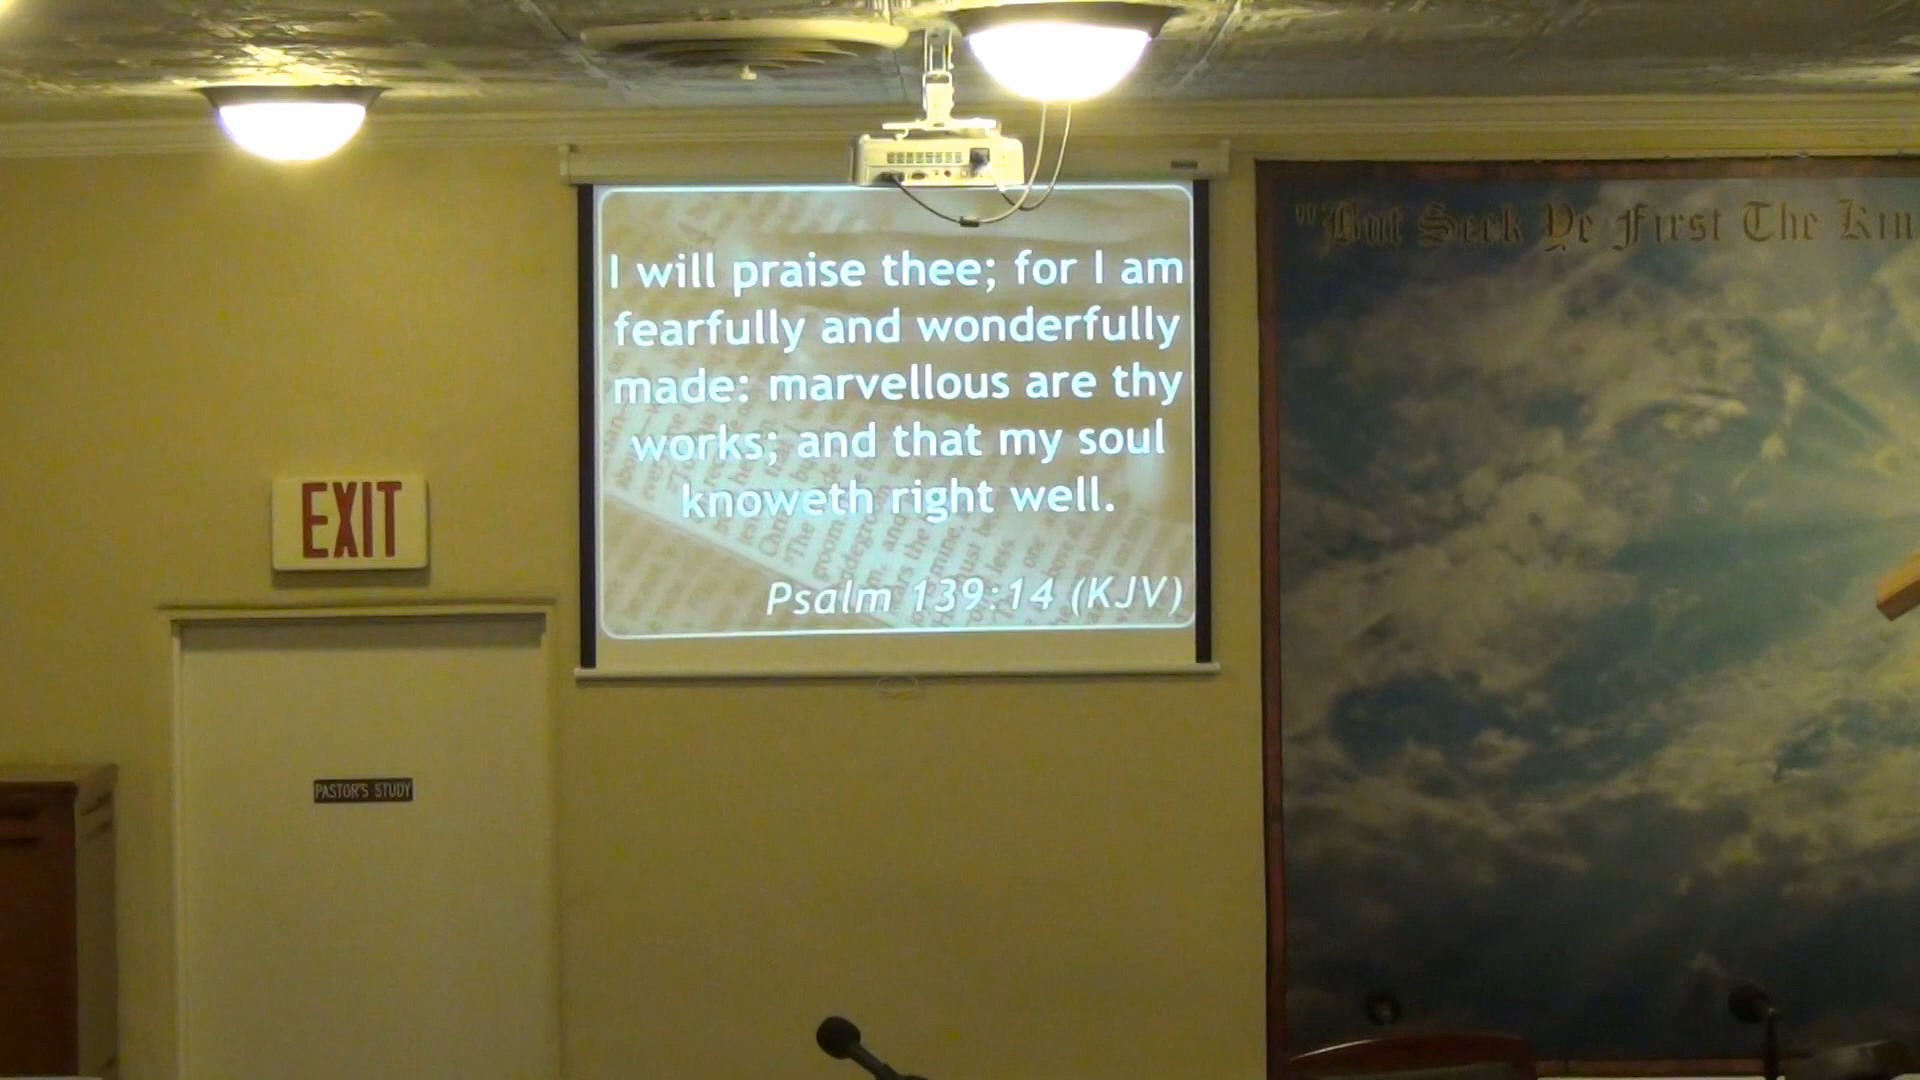 "But Seek Ye First The Kin
I will praise thee; for I am
fearfully and wonderfully
made: marvellous are thy
works; and that my soul
knoweth right well.
Psalm 139:14 (KJV)
EXIT
PASTOR'S STUDY